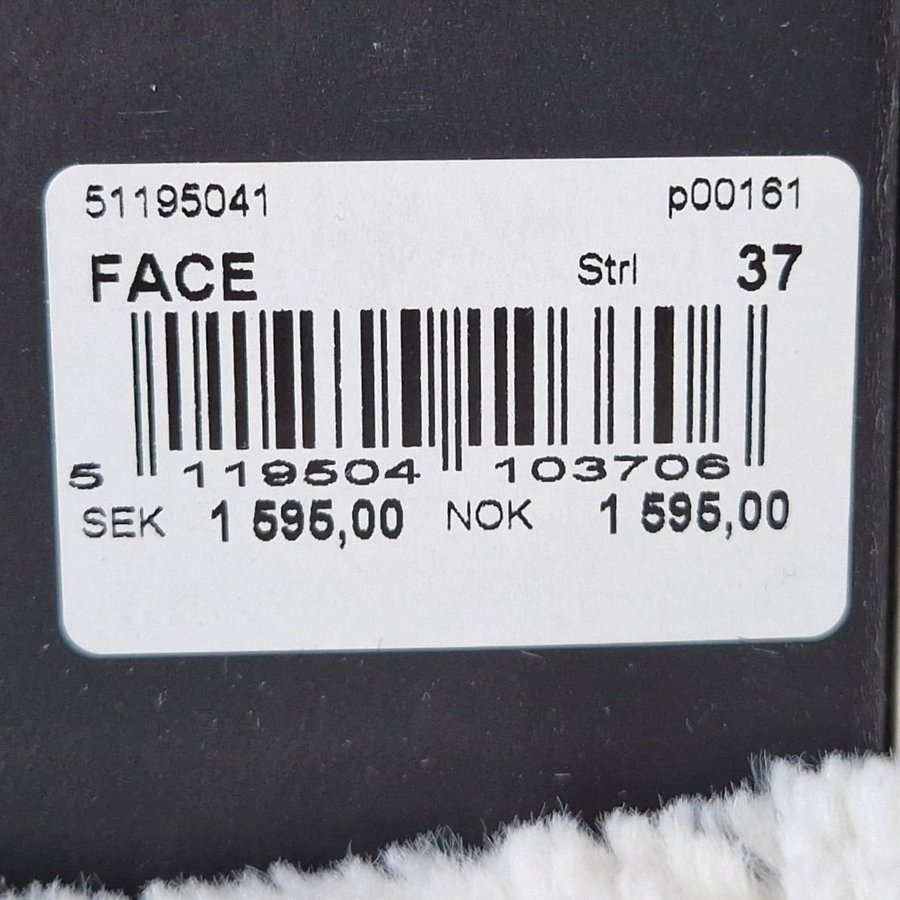 51195041 p00161
FACE Strl 37
5 119504 103706
SEK 1 595,00 NOK 1 595,00